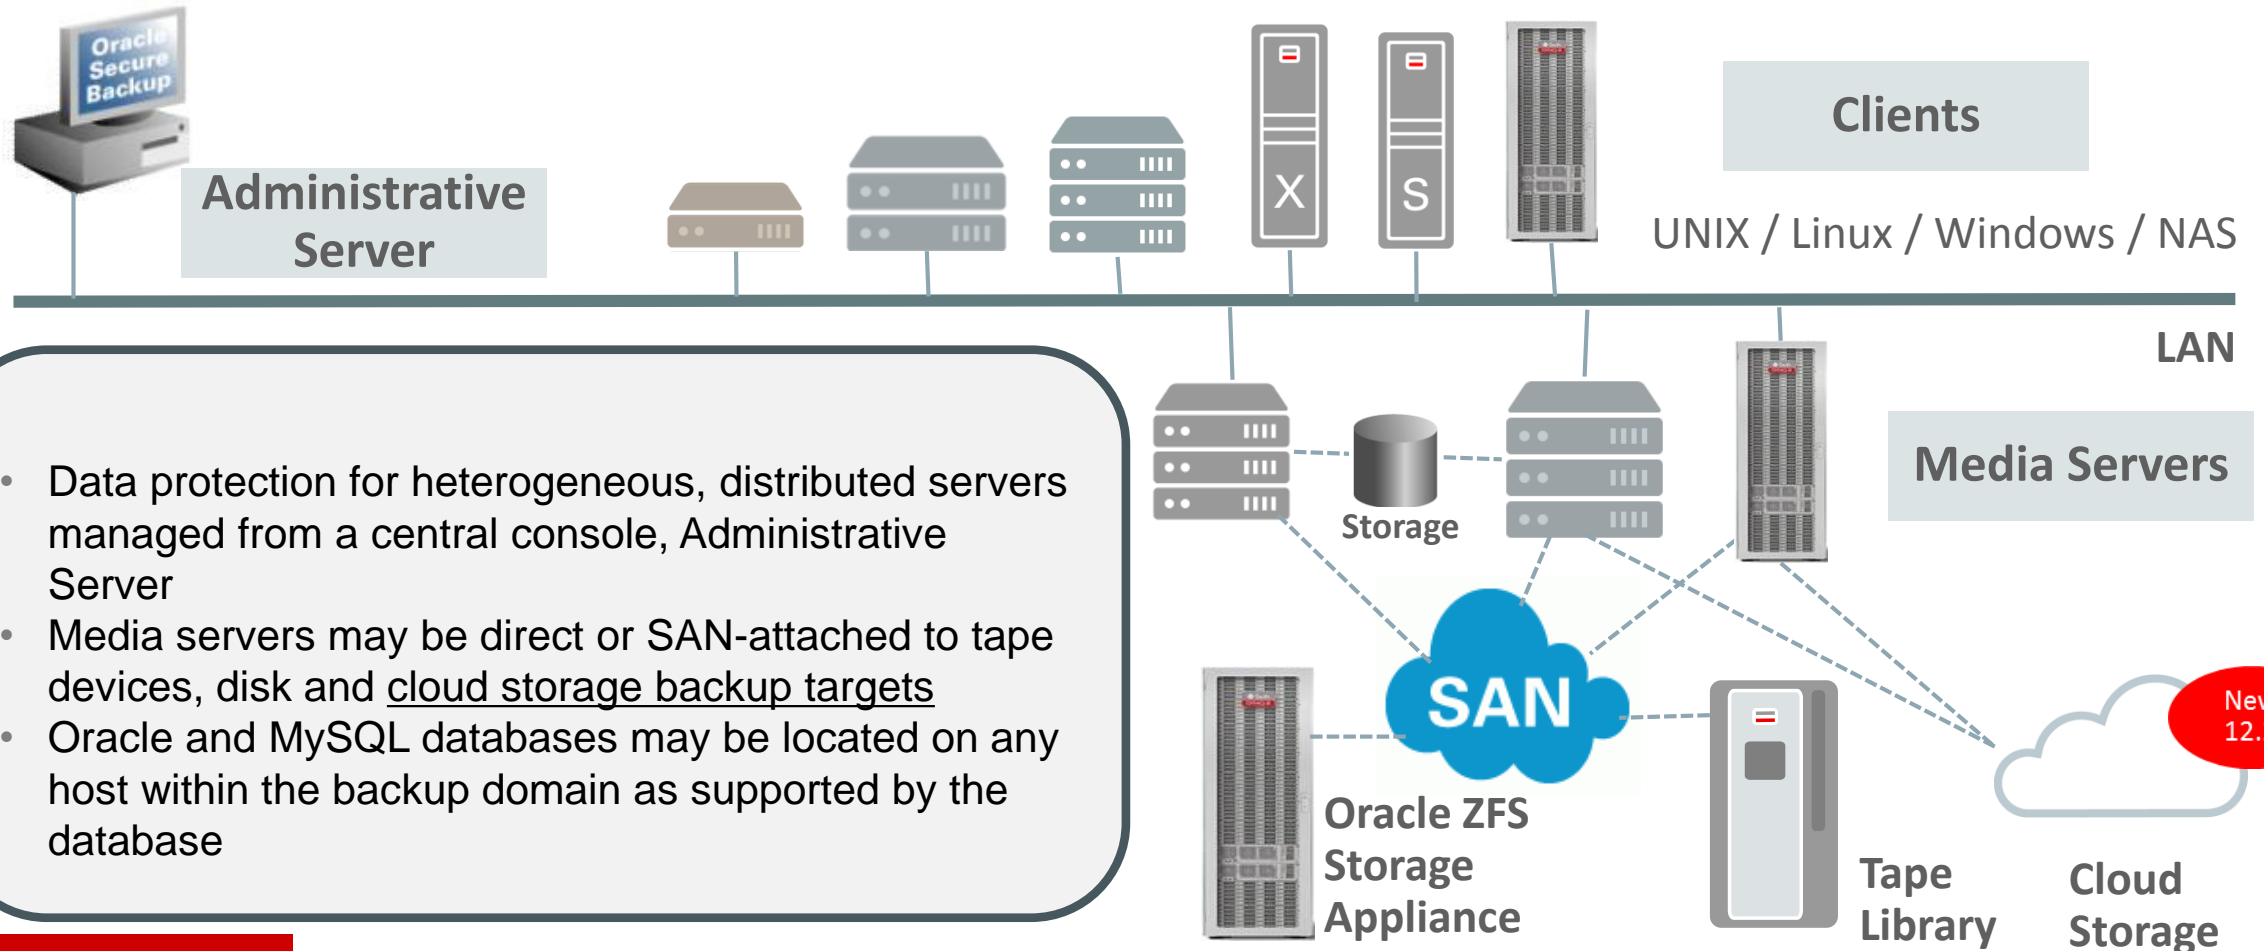 Oracle
Secure
Backup
Administrative
Server
X
S
Clients
UNIX / Linux / Windows / NAS
LAN
• Data protection for heterogeneous, distributed servers
managed from a central console, Administrative
Server
• Media servers may be direct or SAN-attached to tape
devices, disk and cloud storage backup targets
• Oracle and MySQL databases may be located on any
host within the backup domain as supported by the
database
Storage
Media Servers
SAN
Oracle ZFS
Storage
Appliance
Tape
Library
Cloud
Storage
12.